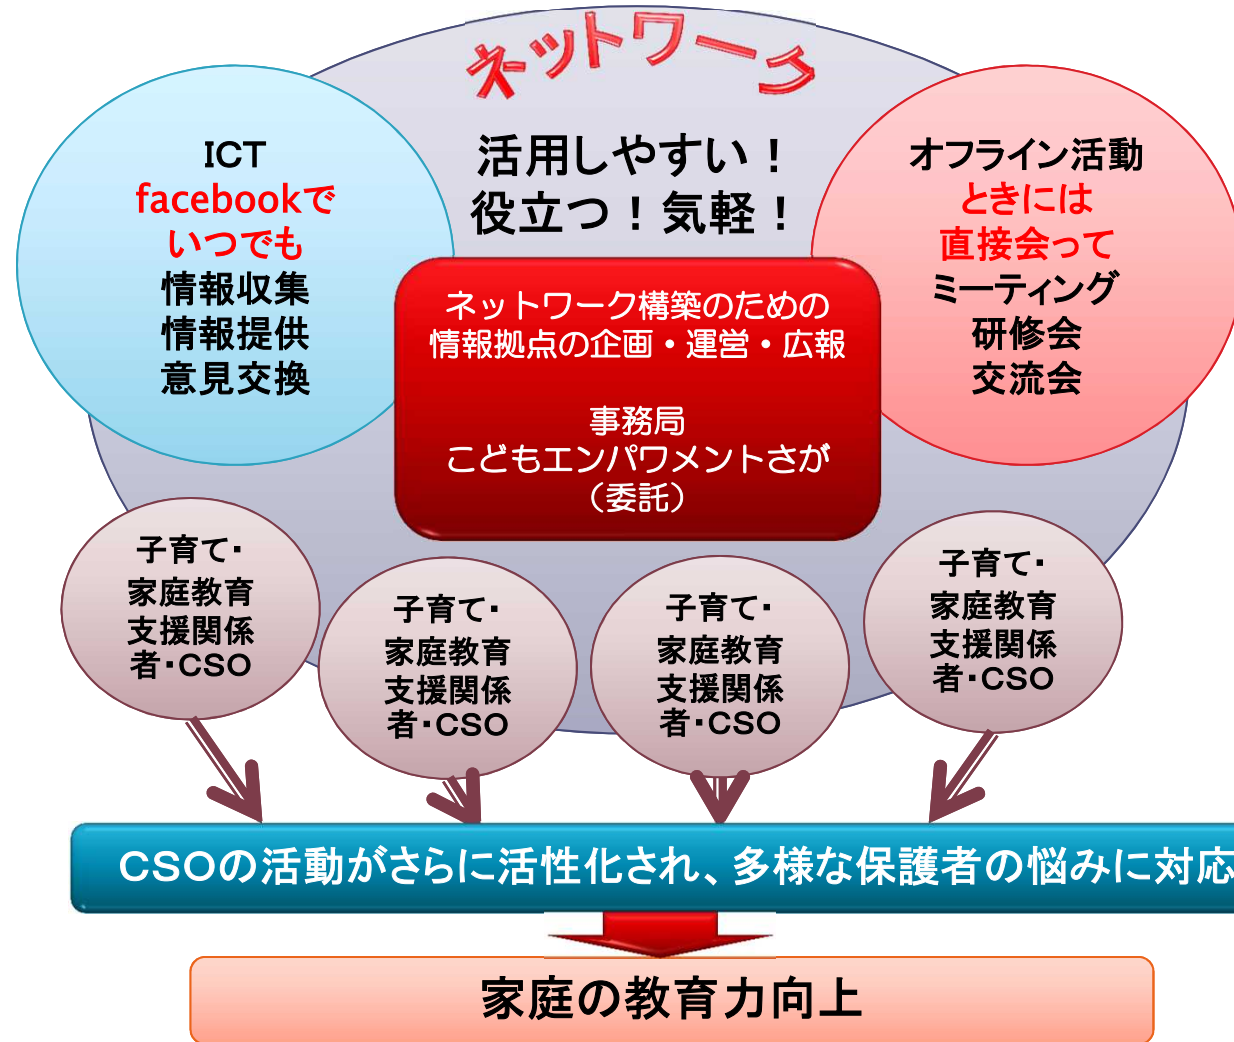 ネットワーク
活用しやすい！
役立つ！気軽！
ICT
facebookで
いつでも
情報収集
情報提供
意見交換
オフライン活動
ときには
直接会って
ミーティング
研修会
交流会
ネットワーク構築のための
情報拠点の企画・運営・広報
事務局
こどもエンパワメントさが
（委託）
子育て・
家庭教育
支援関係
者・CSO
子育て・
家庭教育
支援関係
者・CSO
子育て・
家庭教育
支援関係
者・CSO
子育て・
家庭教育
支援関係
者・CSO
CSOの活動がさらに活性化され、多様な保護者の悩みに対応
家庭の教育力向上